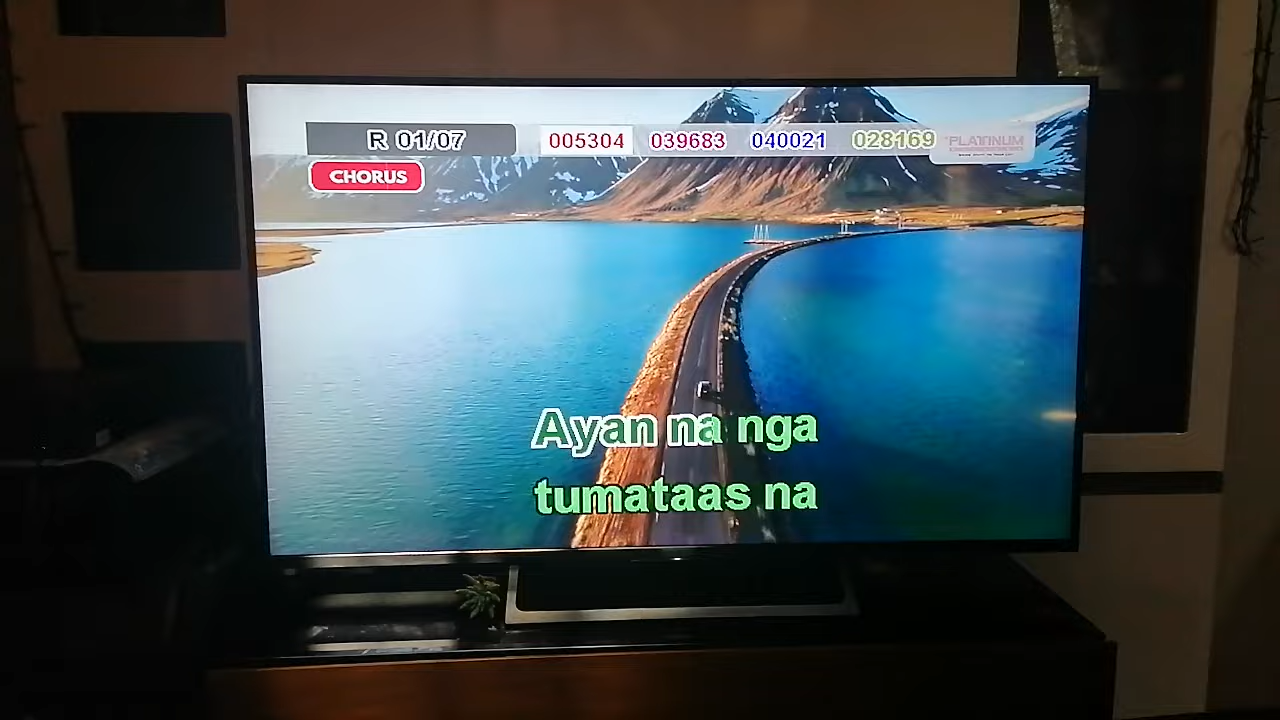 R 01/07 005304 039683 040021 028169 PLATINUM
CHORUS
Ayan na nga
tumataas na